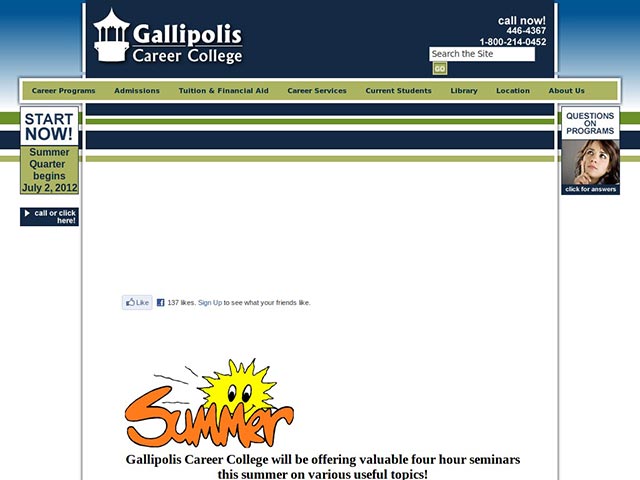 Gallipolis
Career College
call now!
446-4367
1-800-214-0452
Search the Site
GO
Career Programs Admissions Tuition & Financial Aid Career Services Current Students Library Location About Us
START
NOW!
Summer
Quarter
begins
July 2, 2012
call or click
here!
QUESTIONS
ON
PROGRAMS
click for answers
Like 137 likes. Sign Up to see what your friends like.
Summer
Gallipolis Career College will be offering valuable four hour seminars
this summer on various useful topics!